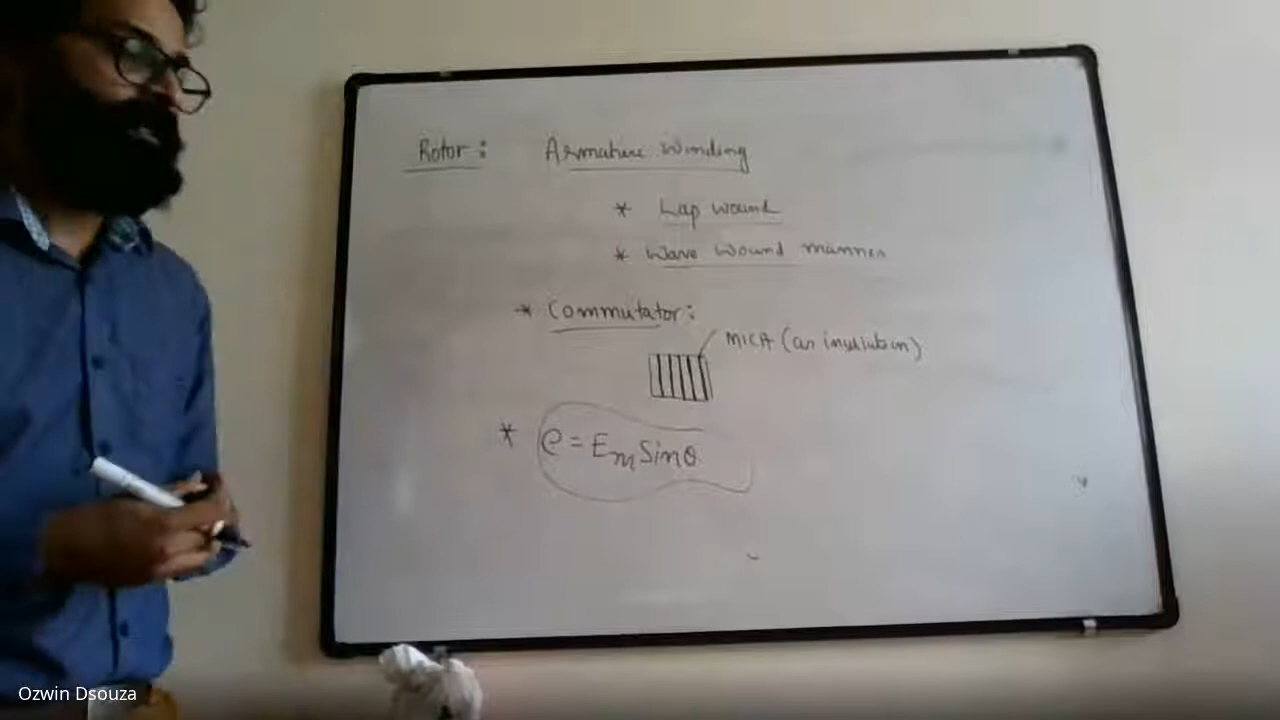 Rotor : Armature winding
* Lap wound
* Wave wound manner
* Commutator :
MICA (as insulation)
* e = Em Sinθ
Ozwin Dsouza